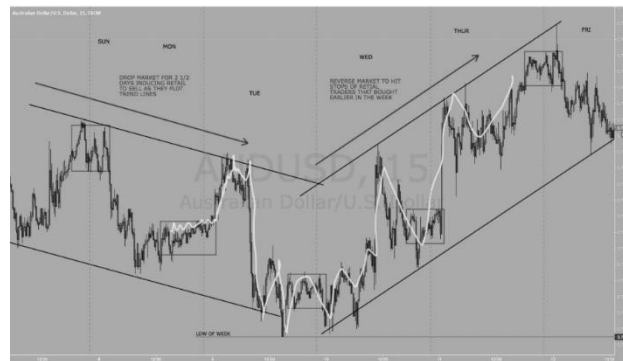 Australian Dollar/U.S. Dollar, 15, FXCM
SUN
MON
TUE
WED
THUR
FRI
DROP MARKET FOR 2 1/2
DAYS INDUCING RETAIL
TO SELL AS THEY PLOT
TREND LINES
REVERSE MARKET TO HIT
STOPS OF RETIAL
TRADERS THAT BOUGHT
EARLIER IN THE WEEK
AUDUSD, 15
Australian Dollar/U.S. Dollar
LOW OF WEEK